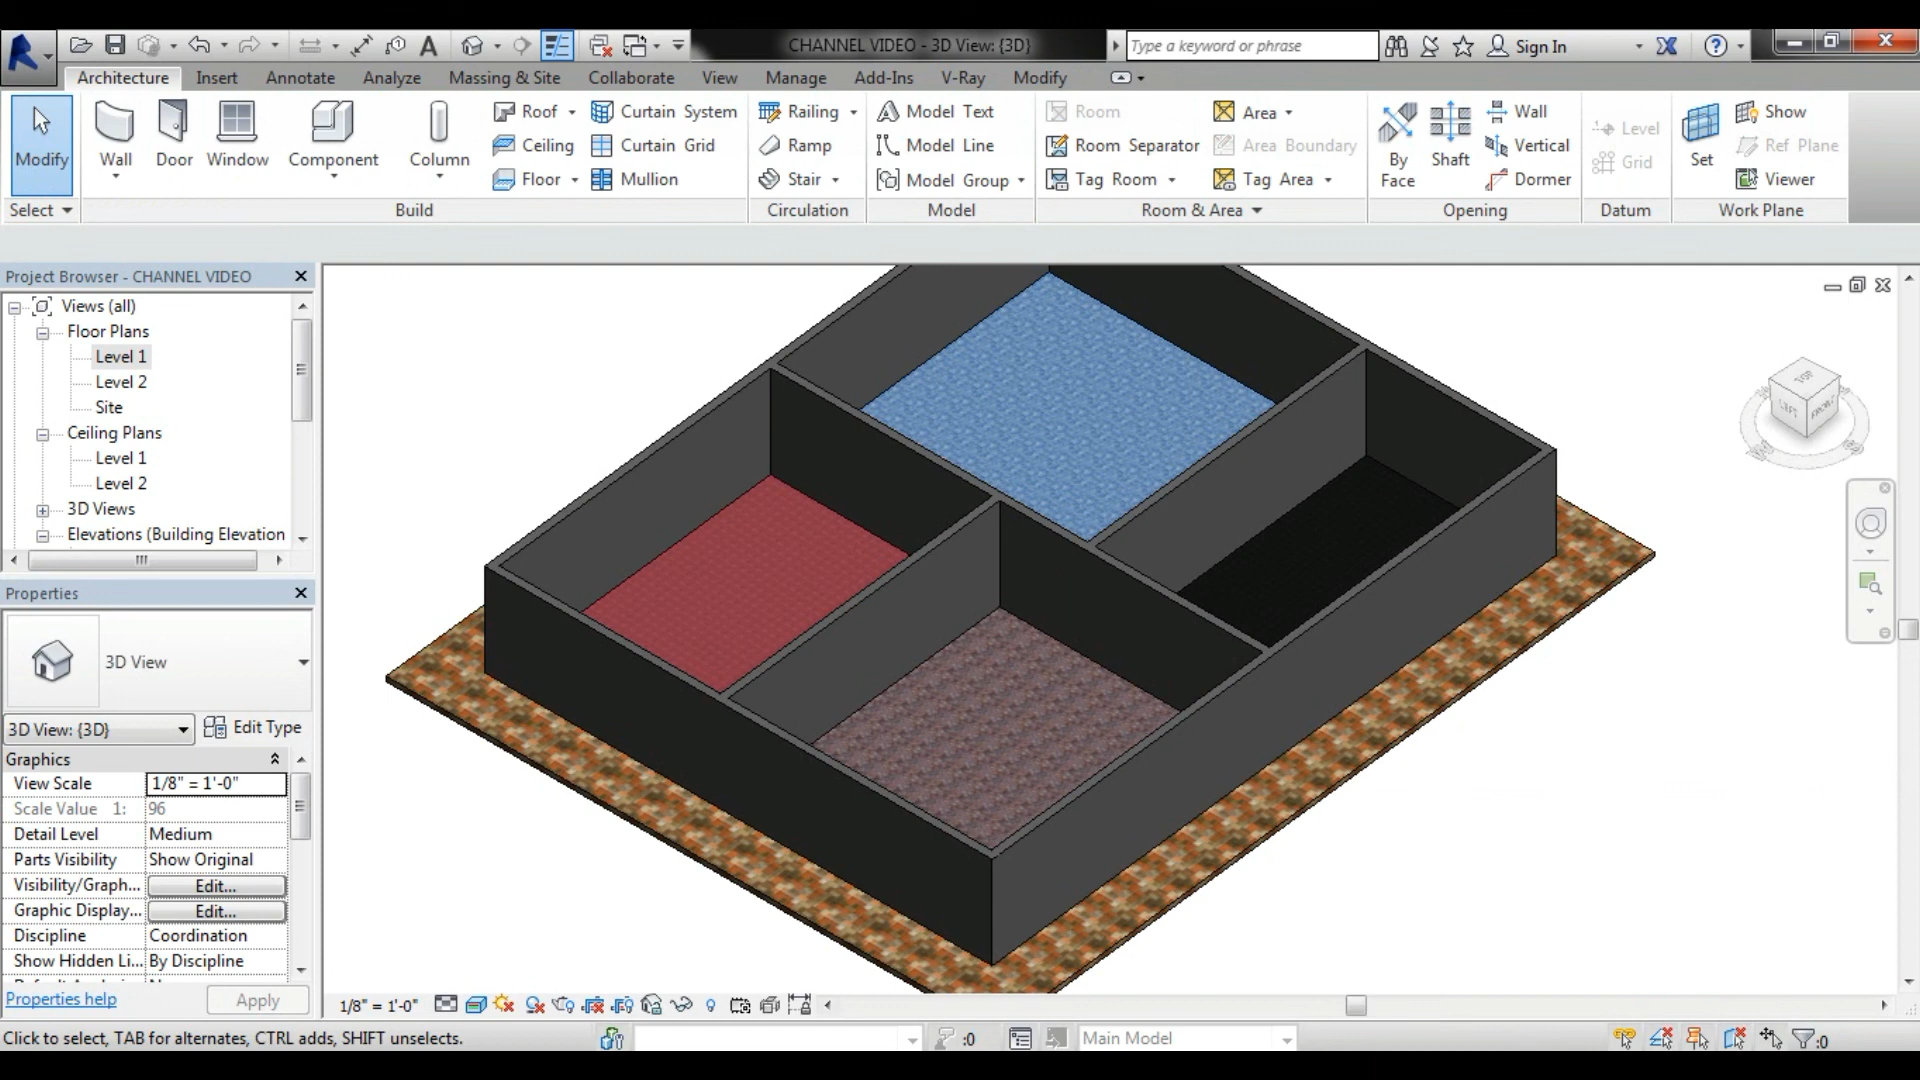 CHANNEL VIDEO - 3D View: {3D}
Type a keyword or phrase
Sign In
Architecture Insert Annotate Analyze Massing & Site Collaborate View Manage Add-Ins V-Ray Modify
Modify
Wall
Door
Window
Component
Column
Roof
Ceiling
Floor
Curtain System
Curtain Grid
Mullion
Railing
Ramp
Stair
Model Text
Model Line
Model Group
Room
Room Separator
Tag Room
Area
Area Boundary
Tag Area
By Face
Shaft
Wall
Vertical
Dormer
Level
Grid
Set
Show
Ref Plane
Viewer
Select
Build
Circulation
Model
Room & Area
Opening
Datum
Work Plane
Project Browser - CHANNEL VIDEO
Views (all)
Floor Plans
Level 1
Level 2
Site
Ceiling Plans
Level 1
Level 2
3D Views
Elevations (Building Elevation
Properties
3D View
3D View: {3D}
Edit Type
Graphics
View Scale 1/8" = 1'-0"
Scale Value 1: 96
Detail Level Medium
Parts Visibility Show Original
Visibility/Graph... Edit...
Graphic Display... Edit...
Discipline Coordination
Show Hidden Li... By Discipline
Properties help
Apply
TOP
LEFT
FRONT
1/8" = 1'-0"
Click to select, TAB for alternates, CTRL adds, SHIFT unselects.
:0
Main Model
:0